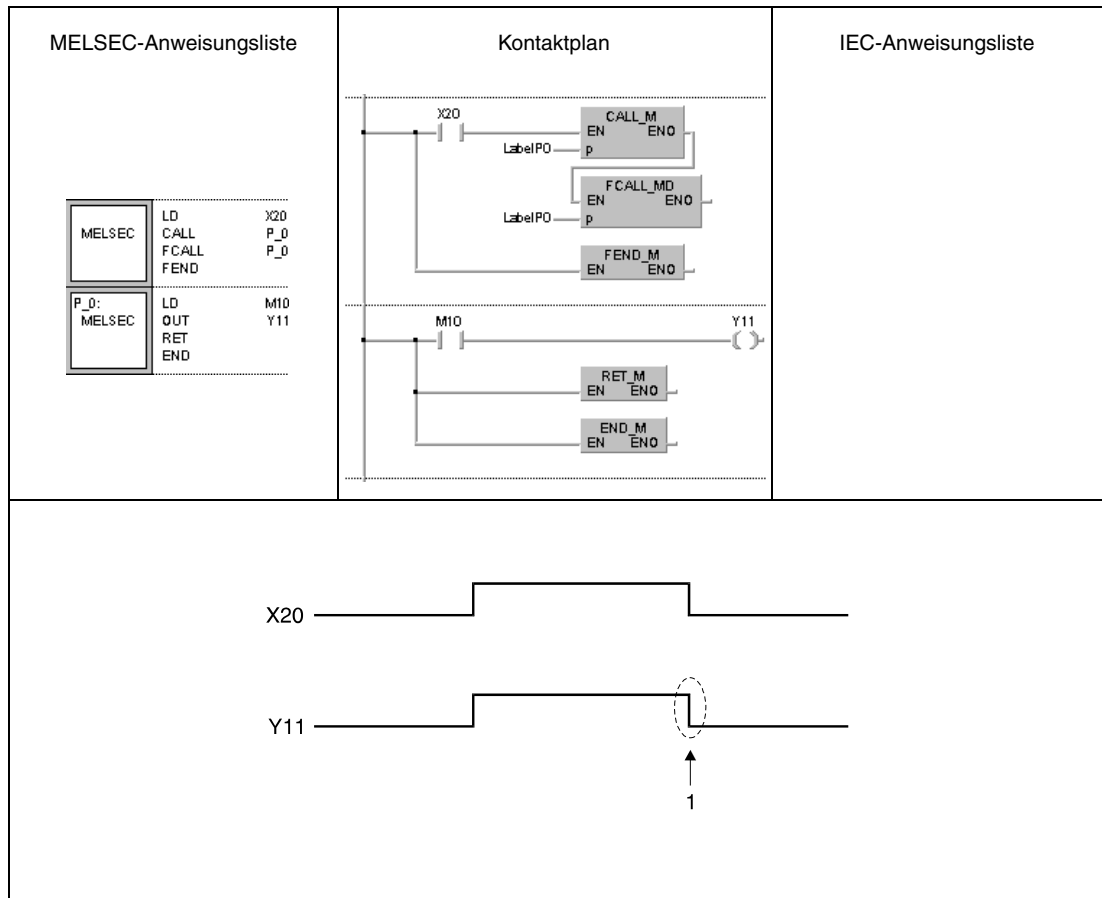 MELSEC-Anweisungsliste
Kontaktplan
IEC-Anweisungsliste
MELSEC
LD X20
CALL P_0
FCALL P_0
FEND
P_0:
MELSEC
LD M10
OUT Y11
RET
END
X20
CALL_M
EN ENO
LabelP0
p
FCALL_MD
EN ENO
LabelP0
p
FEND_M
EN ENO
M10
Y11
RET_M
EN ENO
END_M
EN ENO
X20
Y11
1